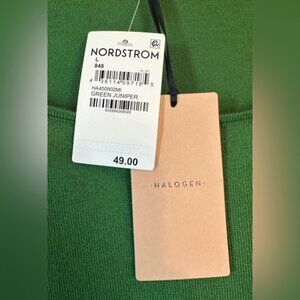 NORDSTROM
L
848
HA450902MI
GREEN JUNIPER
49.00
·HALOGEN·